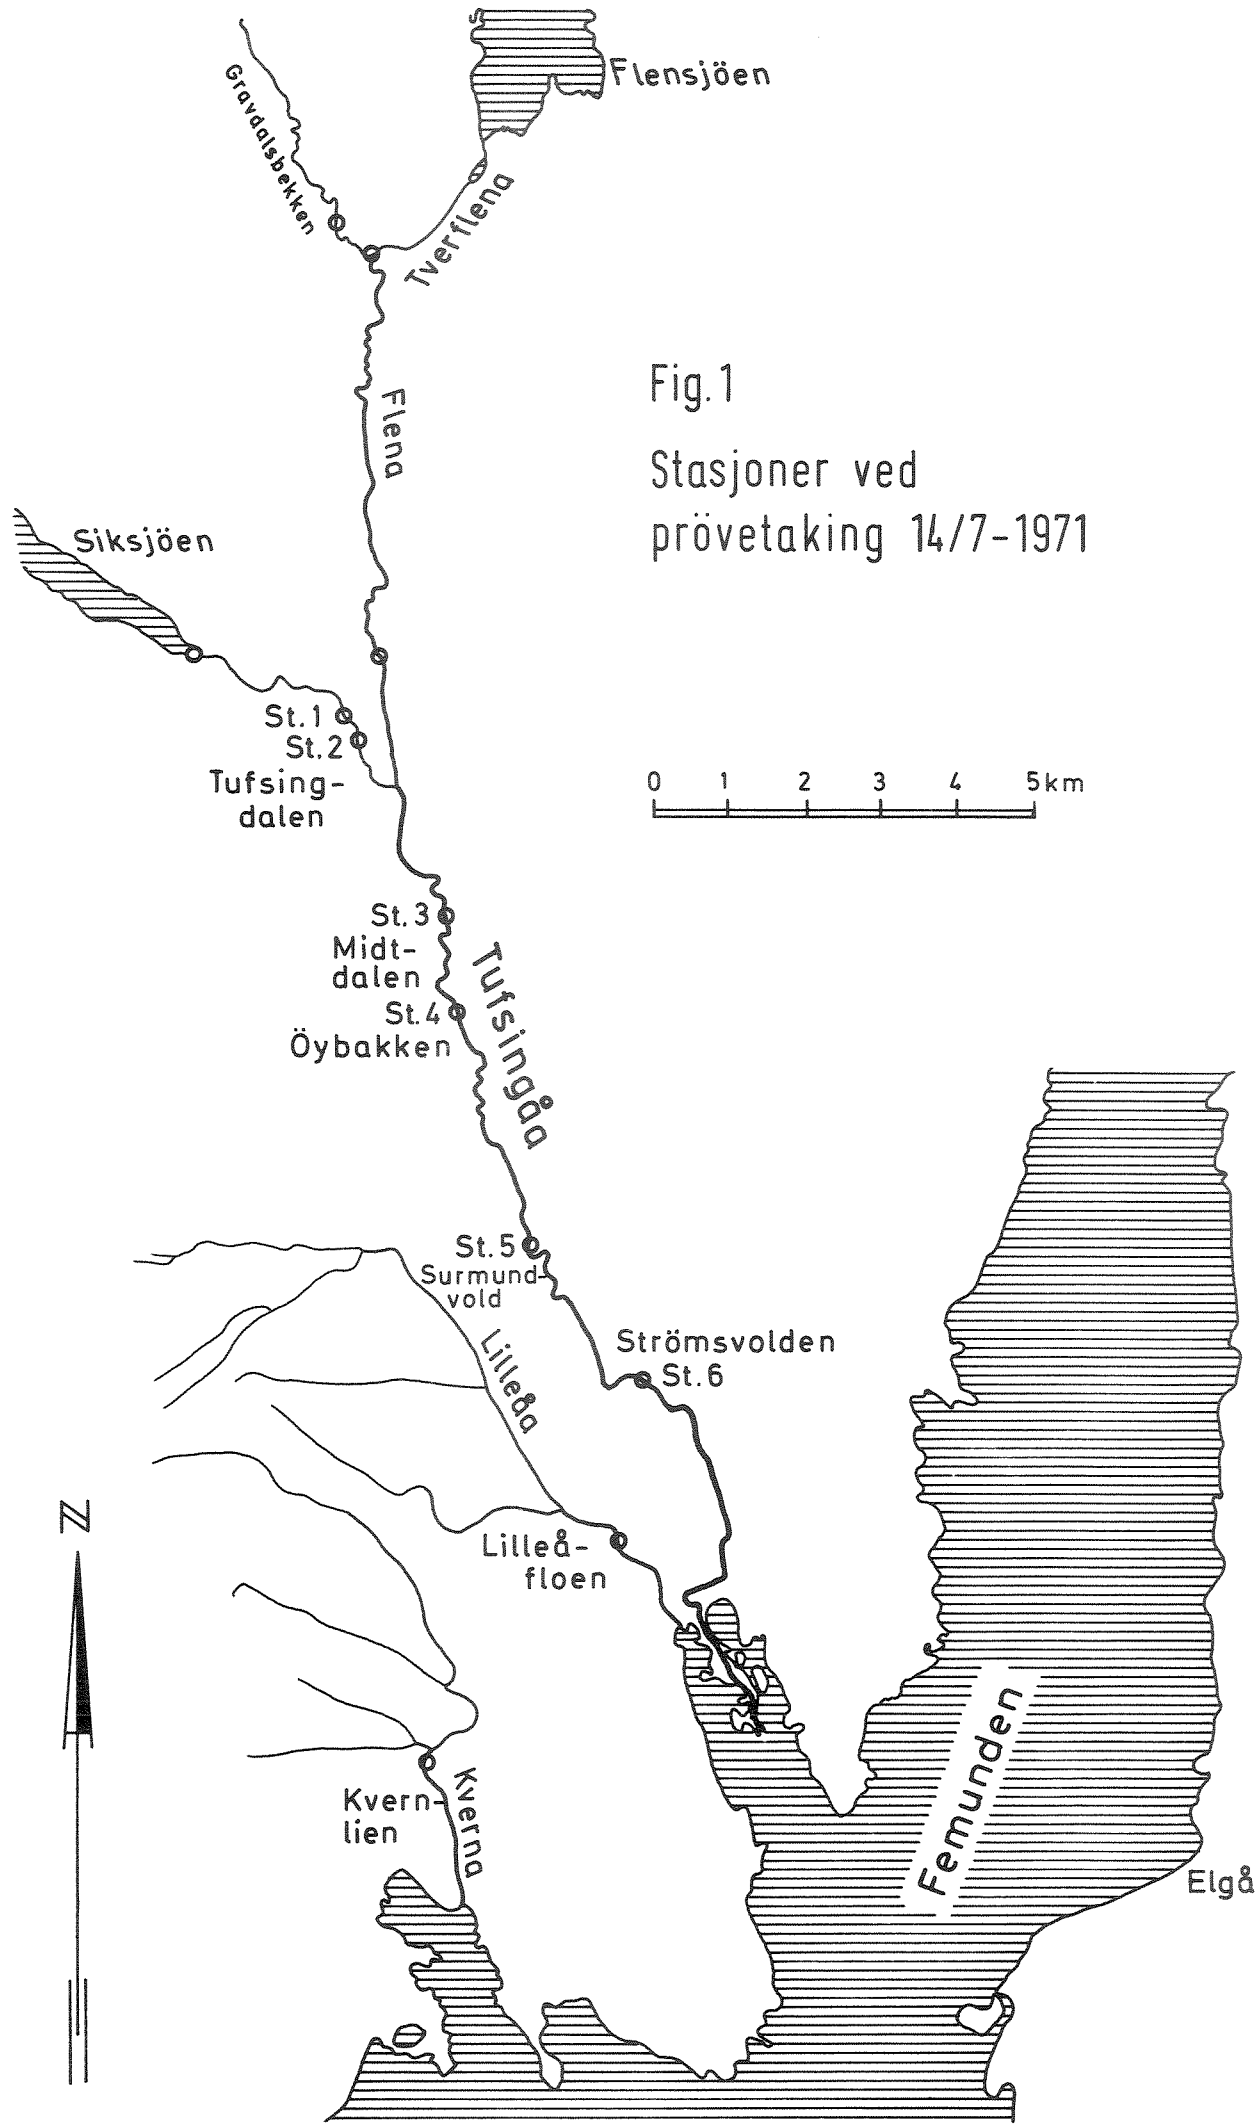 Flensjöen
Gravdalsbekken
Tverflena
Fig. 1
Flena
Stasjoner ved
prövetaking 14/7-1971
Siksjöen
St. 1
St. 2
Tufsing-
dalen
0 1 2 3 4 5 km
St. 3
Midt-
dalen
Tufsingåa
St. 4
Öybakken
St. 5
Surmund-
vold
Strömsvolden
St. 6
Lilleåa
N
Lilleå-
floen
Femunden
Kvern-
lien
Kverna
Elgå